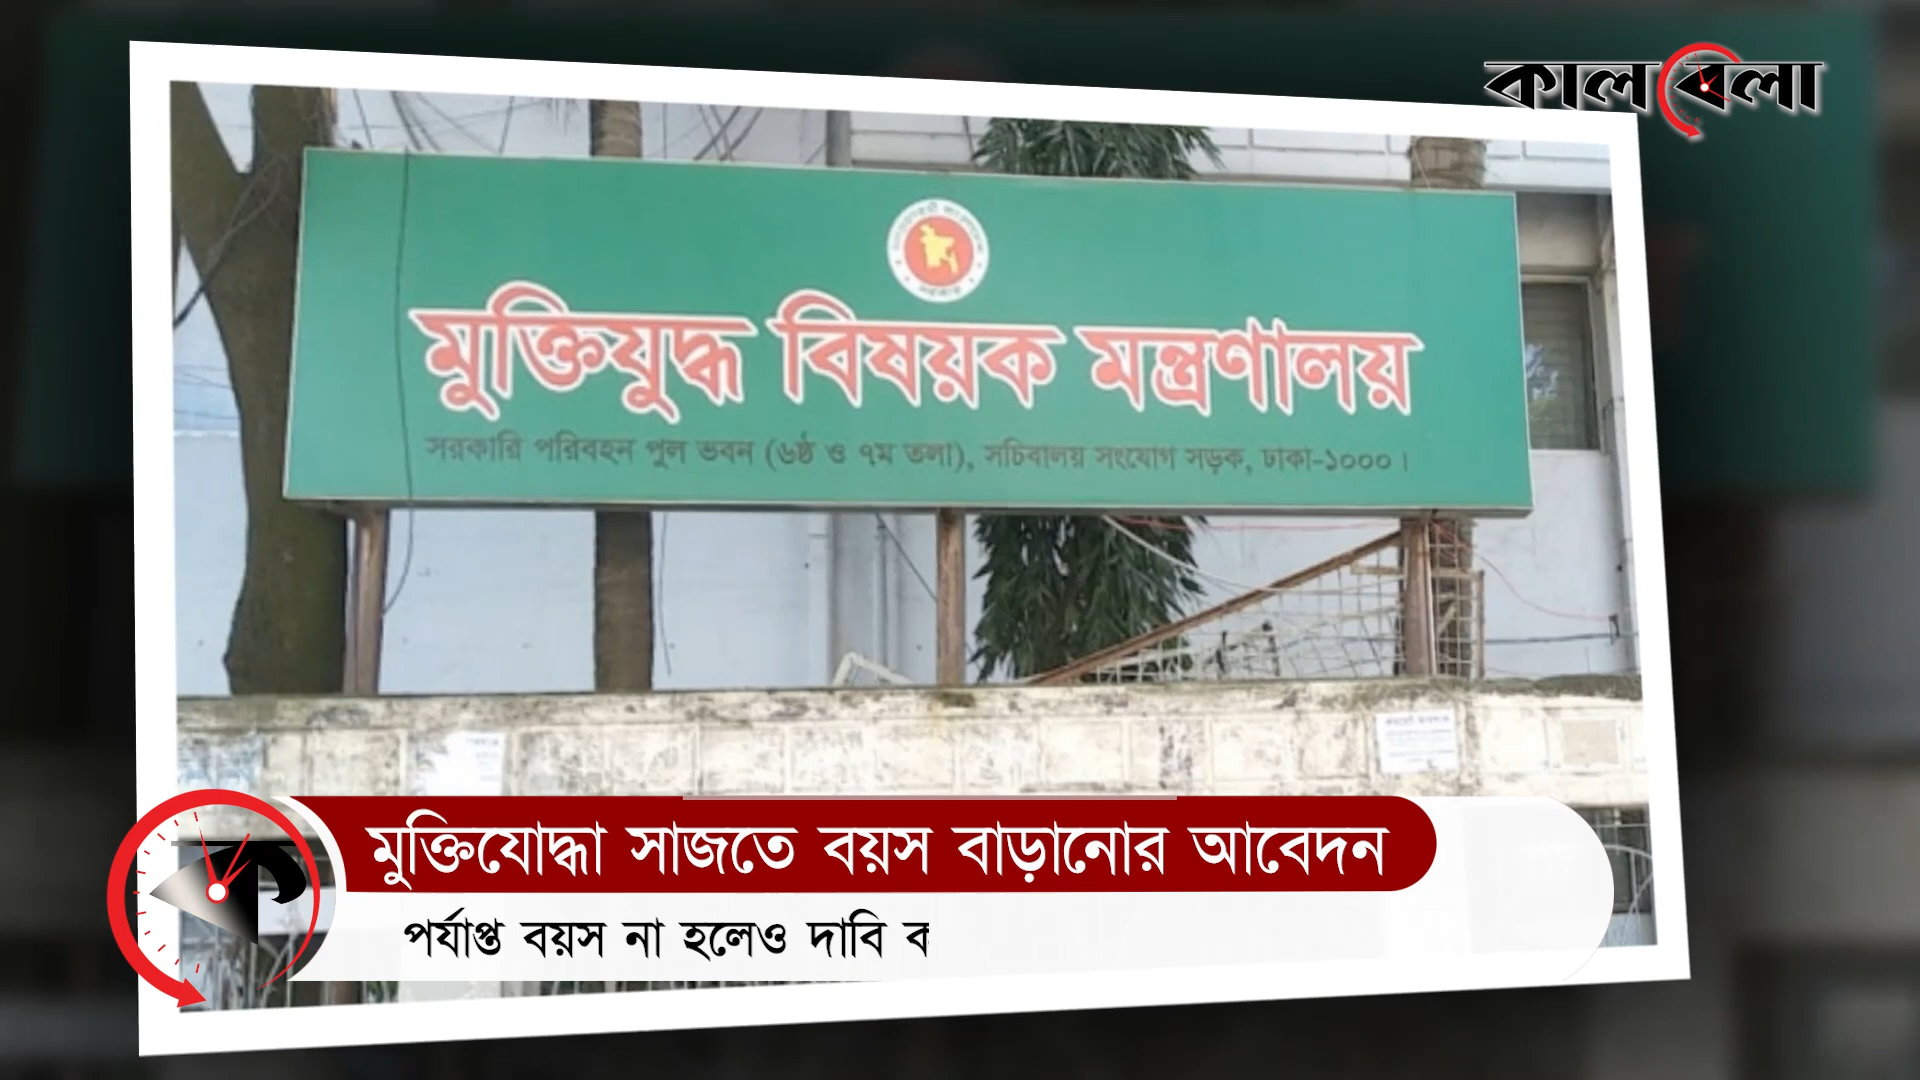 কালবেলা
মুক্তিযুদ্ধ বিষয়ক মন্ত্রণালয়
সরকারি পরিবহন পুল ভবন (৬ষ্ঠ ও ৭ম তলা), সচিবালয় সংযোগ সড়ক, ঢাকা-১০০০।
মুক্তিযোদ্ধা সাজতে বয়স বাড়ানোর আবেদন
ক
পর্যাপ্ত বয়স না হলেও দাবি